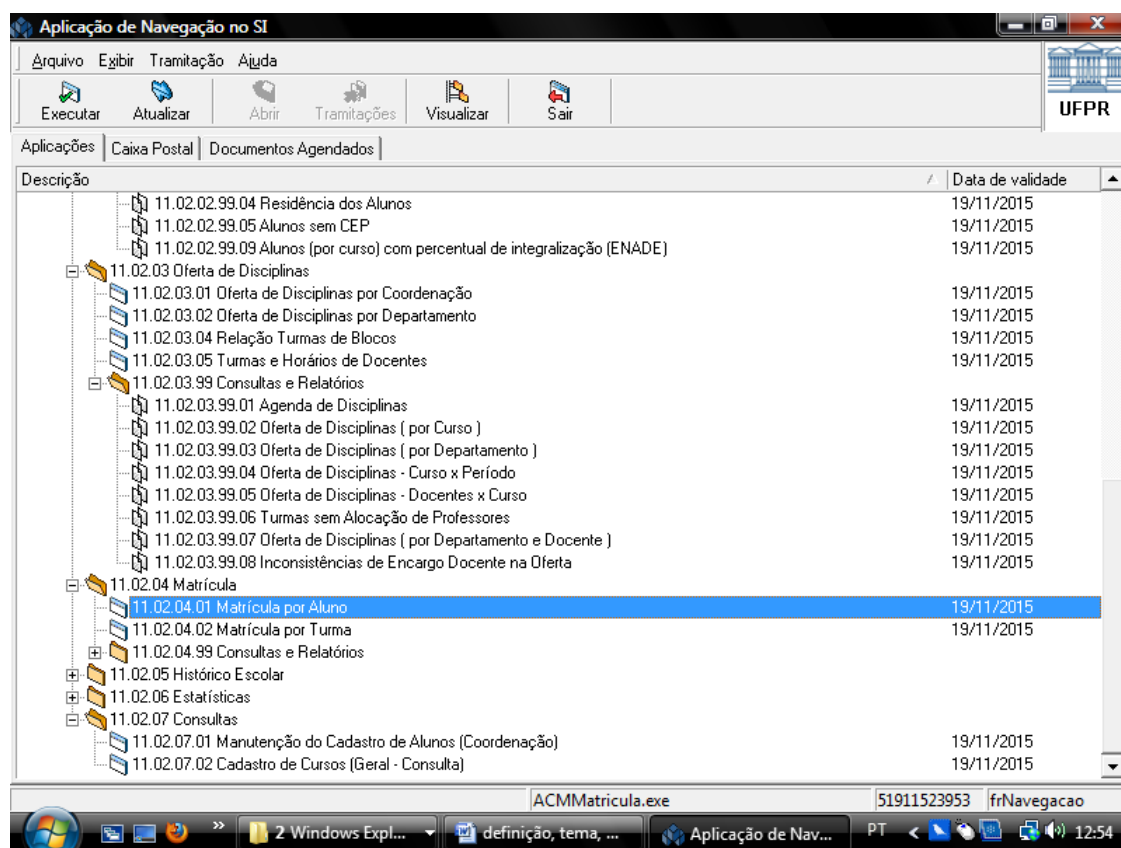 Aplicação de Navegação no SI
Arquivo Exibir Tramitação Ajuda
Executar Atualizar Abrir Tramitações Visualizar Sair
UFPR
Aplicações Caixa Postal Documentos Agendados
Descrição Data de validade
11.02.02.99.04 Residência dos Alunos 19/11/2015
11.02.02.99.05 Alunos sem CEP 19/11/2015
11.02.02.99.09 Alunos (por curso) com percentual de integralização (ENADE) 19/11/2015
11.02.03 Oferta de Disciplinas
11.02.03.01 Oferta de Disciplinas por Coordenação 19/11/2015
11.02.03.02 Oferta de Disciplinas por Departamento 19/11/2015
11.02.03.04 Relação Turmas de Blocos 19/11/2015
11.02.03.05 Turmas e Horários de Docentes 19/11/2015
11.02.03.99 Consultas e Relatórios
11.02.03.99.01 Agenda de Disciplinas 19/11/2015
11.02.03.99.02 Oferta de Disciplinas ( por Curso ) 19/11/2015
11.02.03.99.03 Oferta de Disciplinas ( por Departamento ) 19/11/2015
11.02.03.99.04 Oferta de Disciplinas - Curso x Período 19/11/2015
11.02.03.99.05 Oferta de Disciplinas - Docentes x Curso 19/11/2015
11.02.03.99.06 Turmas sem Alocação de Professores 19/11/2015
11.02.03.99.07 Oferta de Disciplinas ( por Departamento e Docente ) 19/11/2015
11.02.03.99.08 Inconsistências de Encargo Docente na Oferta 19/11/2015
11.02.04 Matrícula
11.02.04.01 Matrícula por Aluno 19/11/2015
11.02.04.02 Matrícula por Turma 19/11/2015
11.02.04.99 Consultas e Relatórios
11.02.05 Histórico Escolar
11.02.06 Estatísticas
11.02.07 Consultas
11.02.07.01 Manutenção do Cadastro de Alunos (Coordenação) 19/11/2015
11.02.07.02 Cadastro de Cursos (Geral - Consulta) 19/11/2015
ACMMatricula.exe 51911523953 frNavegacao
2 Windows Expl... definição, tema, ... Aplicação de Nav... PT 12:54